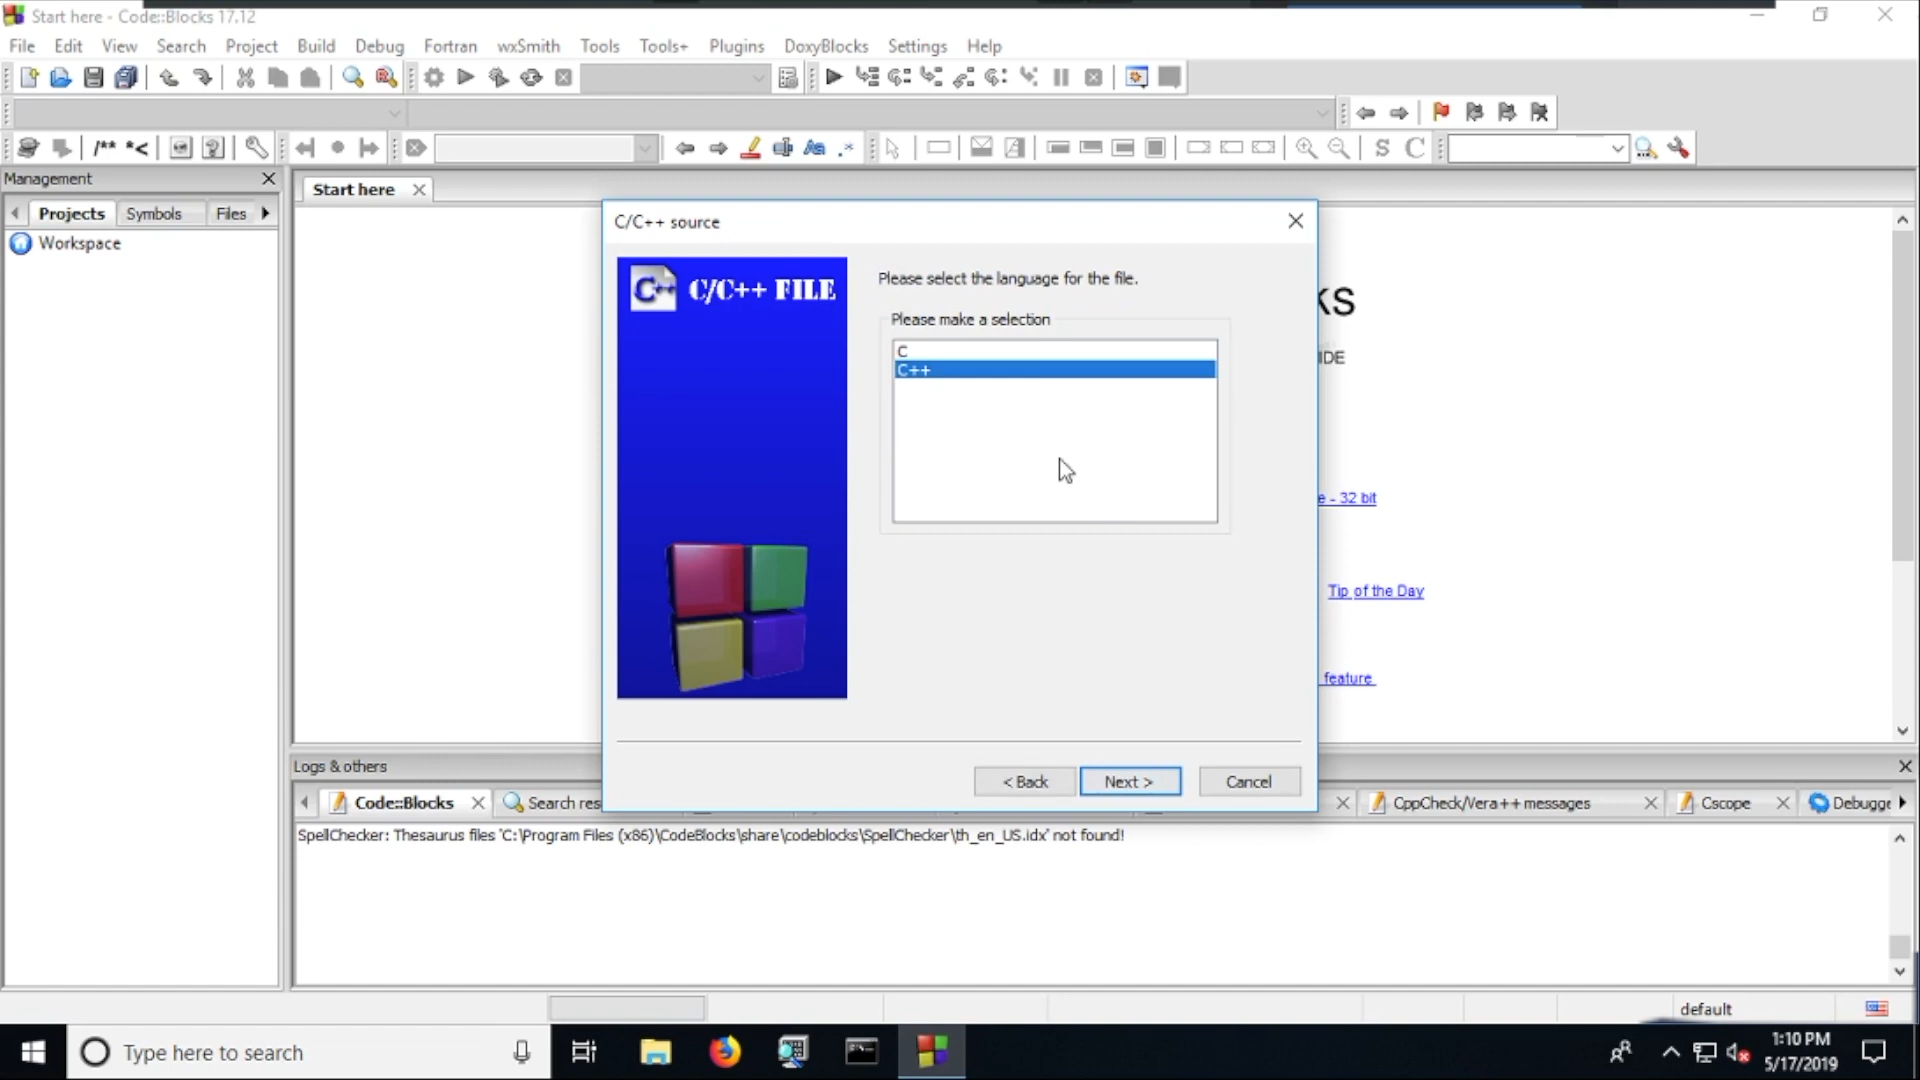 Start here - Code::Blocks 17.12
File Edit View Search Project Build Debug Fortran wxSmith Tools Tools+ Plugins DoxyBlocks Settings Help
/** *<
S C
Management
Projects Symbols Files
Workspace
Start here
C/C++ source
C++ C/C++ FILE
Please select the language for the file.
Please make a selection
C
C++
< Back Next > Cancel
KS
IDE
e - 32 bit
Tip of the Day
feature
Logs & others
Code::Blocks Search res CppCheck/Vera++ messages Cscope Debugge
SpellChecker: Thesaurus files 'C:\Program Files (x86)\CodeBlocks\share\codeblocks\SpellChecker\th_en_US.idx' not found!
default
Type here to search
1:10 PM
5/17/2019